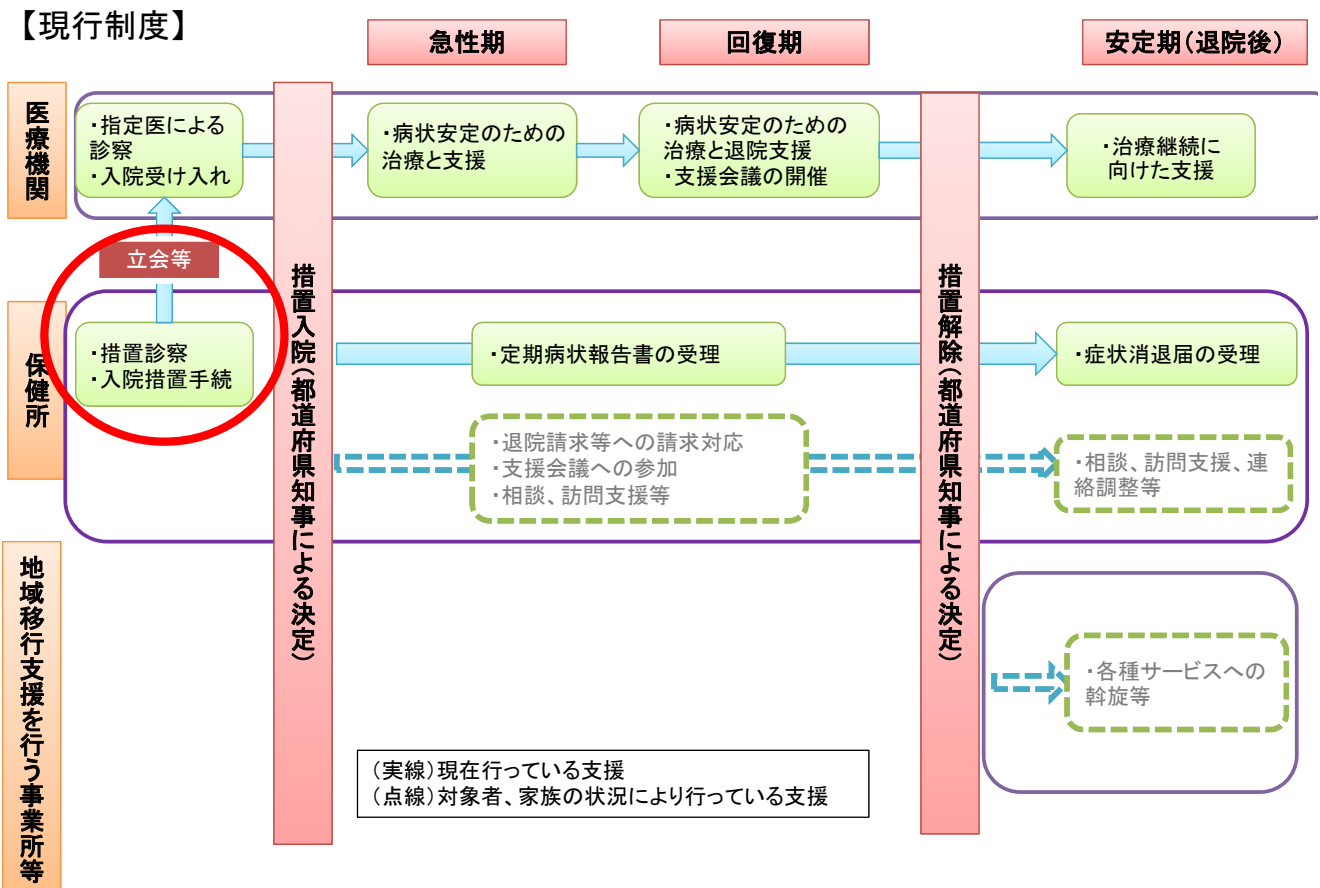 【現行制度】
急性期
回復期
安定期(退院後)
医療機関
・指定医による
診察
・入院受け入れ
・病状安定のための
治療と支援
・病状安定のための
治療と退院支援
・支援会議の開催
・治療継続に
向けた支援
立会等
措置入院(都道府県知事による決定)
措置解除(都道府県知事による決定)
保健所
・措置診察
・入院措置手続
・定期病状報告書の受理
・症状消退届の受理
・退院請求等への請求対応
・支援会議への参加
・相談、訪問支援等
・相談、訪問支援、連
絡調整等
地域移行支援を行う事業所等
・各種サービスへの
斡旋等
(実線)現在行っている支援
(点線)対象者、家族の状況により行っている支援